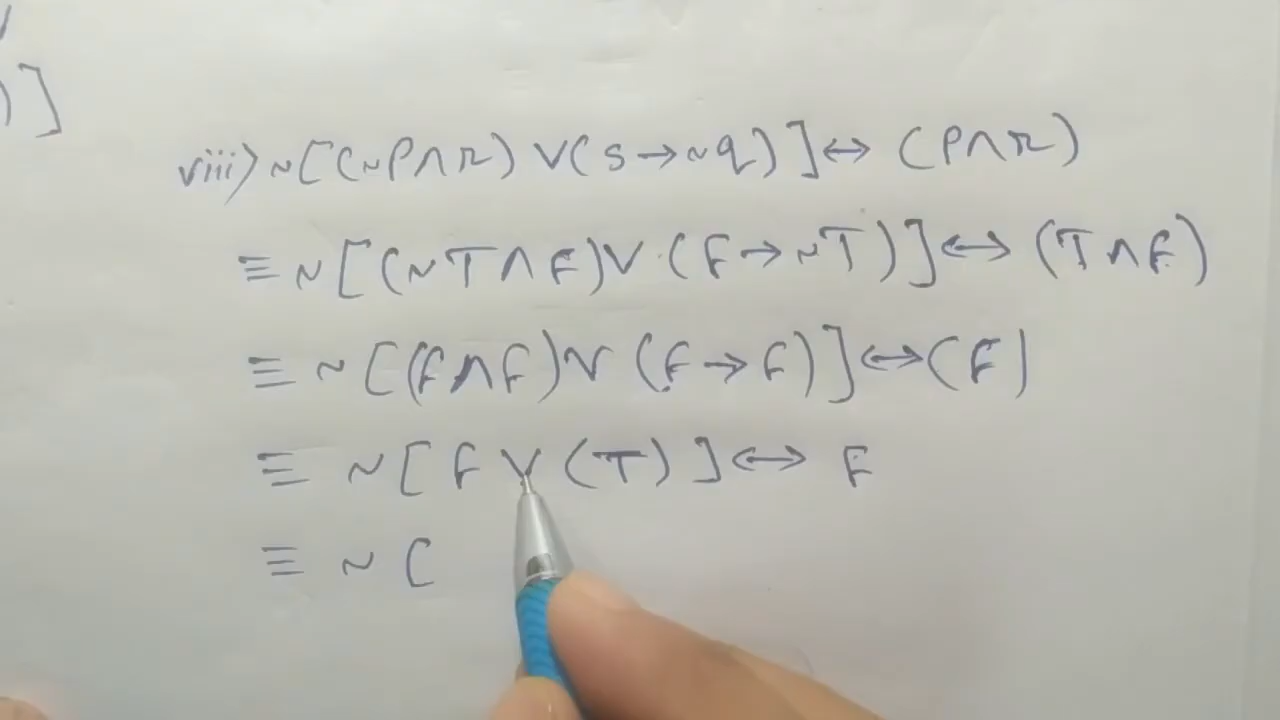 )]
viii) ~[(~p∧r) ∨(s→~q)]↔ (p∧r)
≡ ~[(~T∧F)∨ (F→~T)]↔ (T∧F)
≡ ~[(F∧F)∨ (F→F)]↔(F)
≡ ~[F ∨(T)]↔ F
≡ ~[